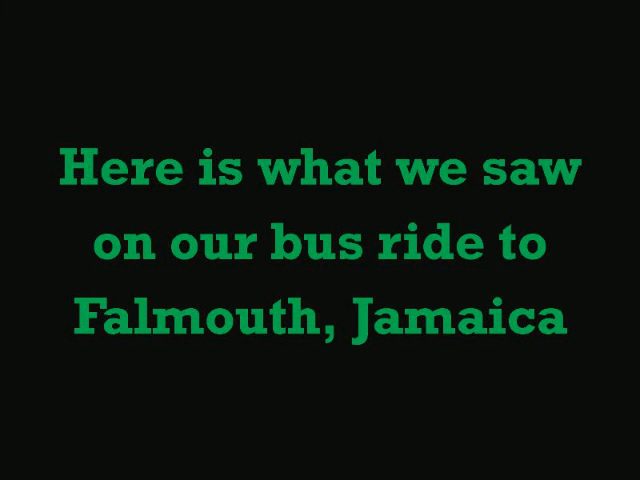 Here is what we saw
on our bus ride to
Falmouth, Jamaica